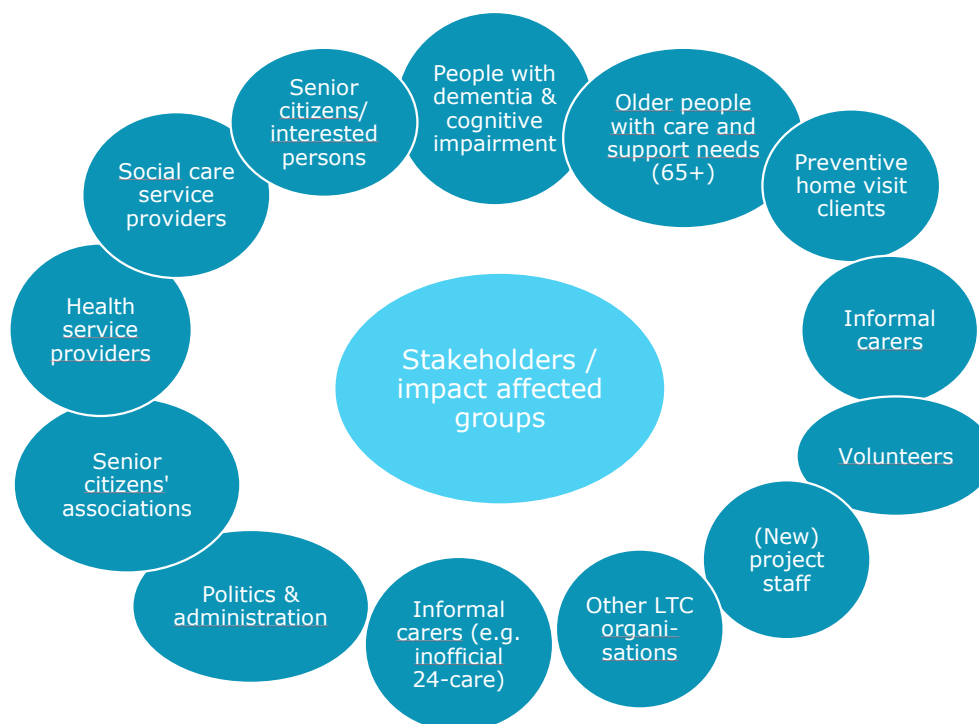 People with
dementia &
cognitive
impairment
Older people
with care and
support needs
(65+)
Preventive
home visit
clients
Informal
carers
Volunteers
(New)
project
staff
Other LTC
organi-
sations
Informal
carers (e.g.
inofficial
24-care)
Politics &
administration
Senior
citizens'
associations
Health
service
providers
Social care
service
providers
Senior
citizens/
interested
persons
Stakeholders /
impact affected
groups